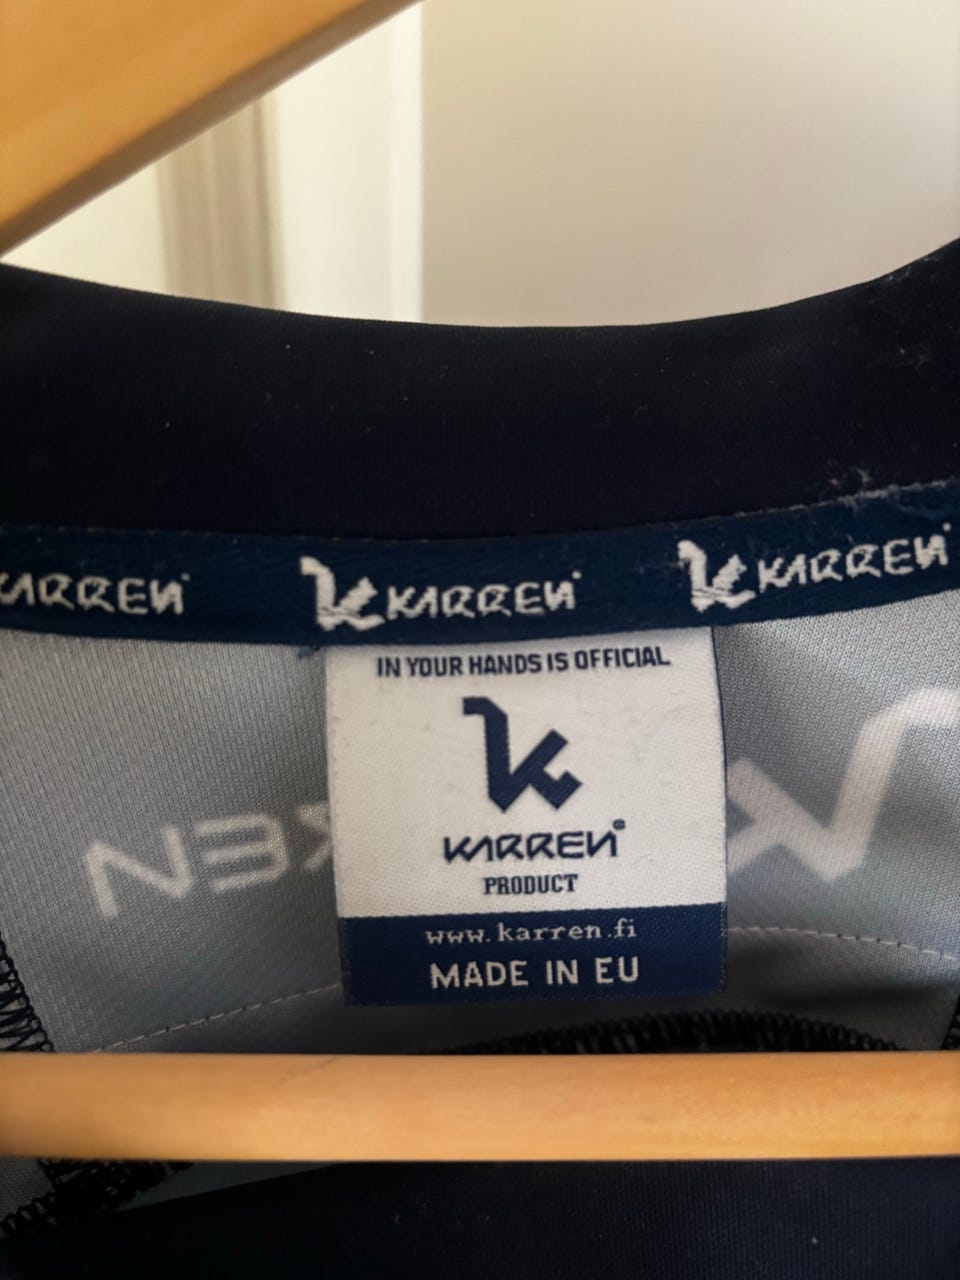 KARREN KARREN KARREN
IN YOUR HANDS IS OFFICIAL
KARREN®
PRODUCT
www.karren.fi
MADE IN EU